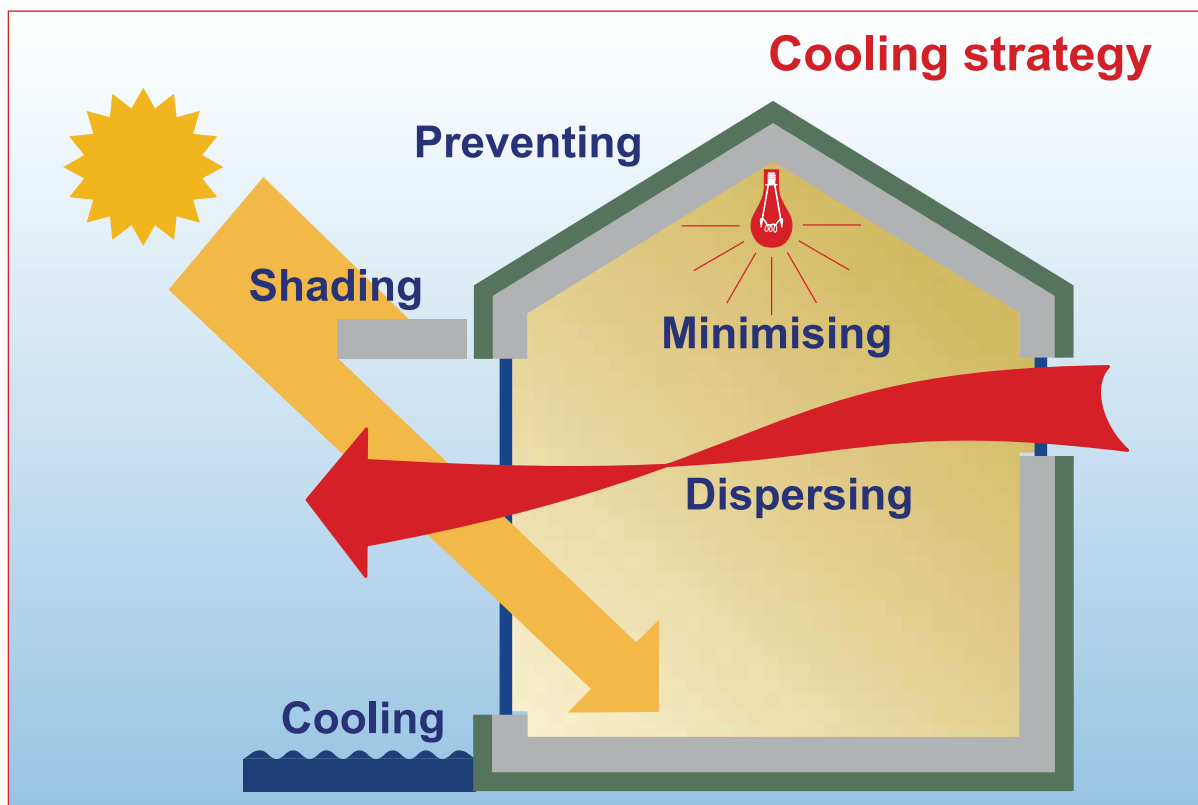 Cooling strategy
Preventing
Shading
Minimising
Dispersing
Cooling